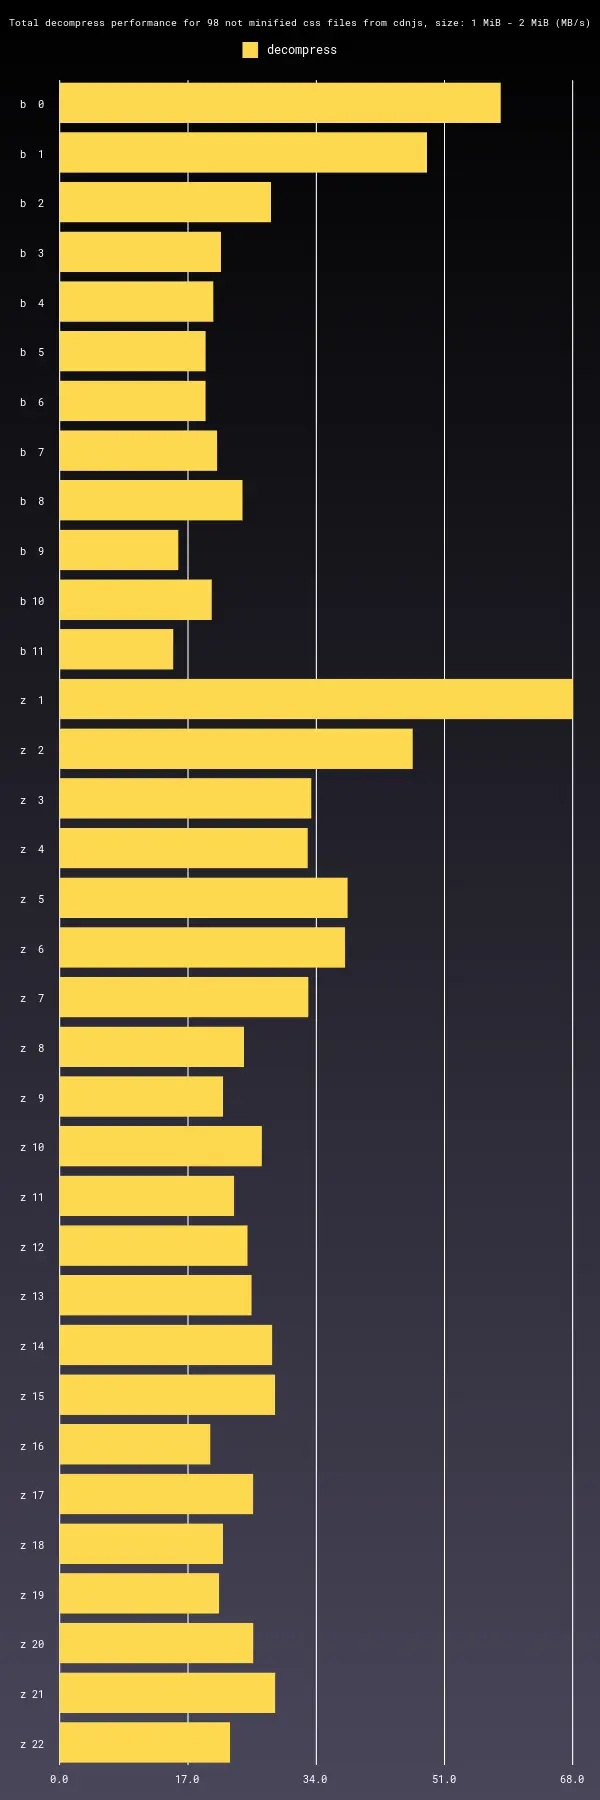 Total decompress performance for 98 not minified css files from cdnjs, size: 1 MiB - 2 MiB (MB/s)
decompress
b 0
b 1
b 2
b 3
b 4
b 5
b 6
b 7
b 8
b 9
b 10
b 11
z 1
z 2
z 3
z 4
z 5
z 6
z 7
z 8
z 9
z 10
z 11
z 12
z 13
z 14
z 15
z 16
z 17
z 18
z 19
z 20
z 21
z 22
0.0 17.0 34.0 51.0 68.0